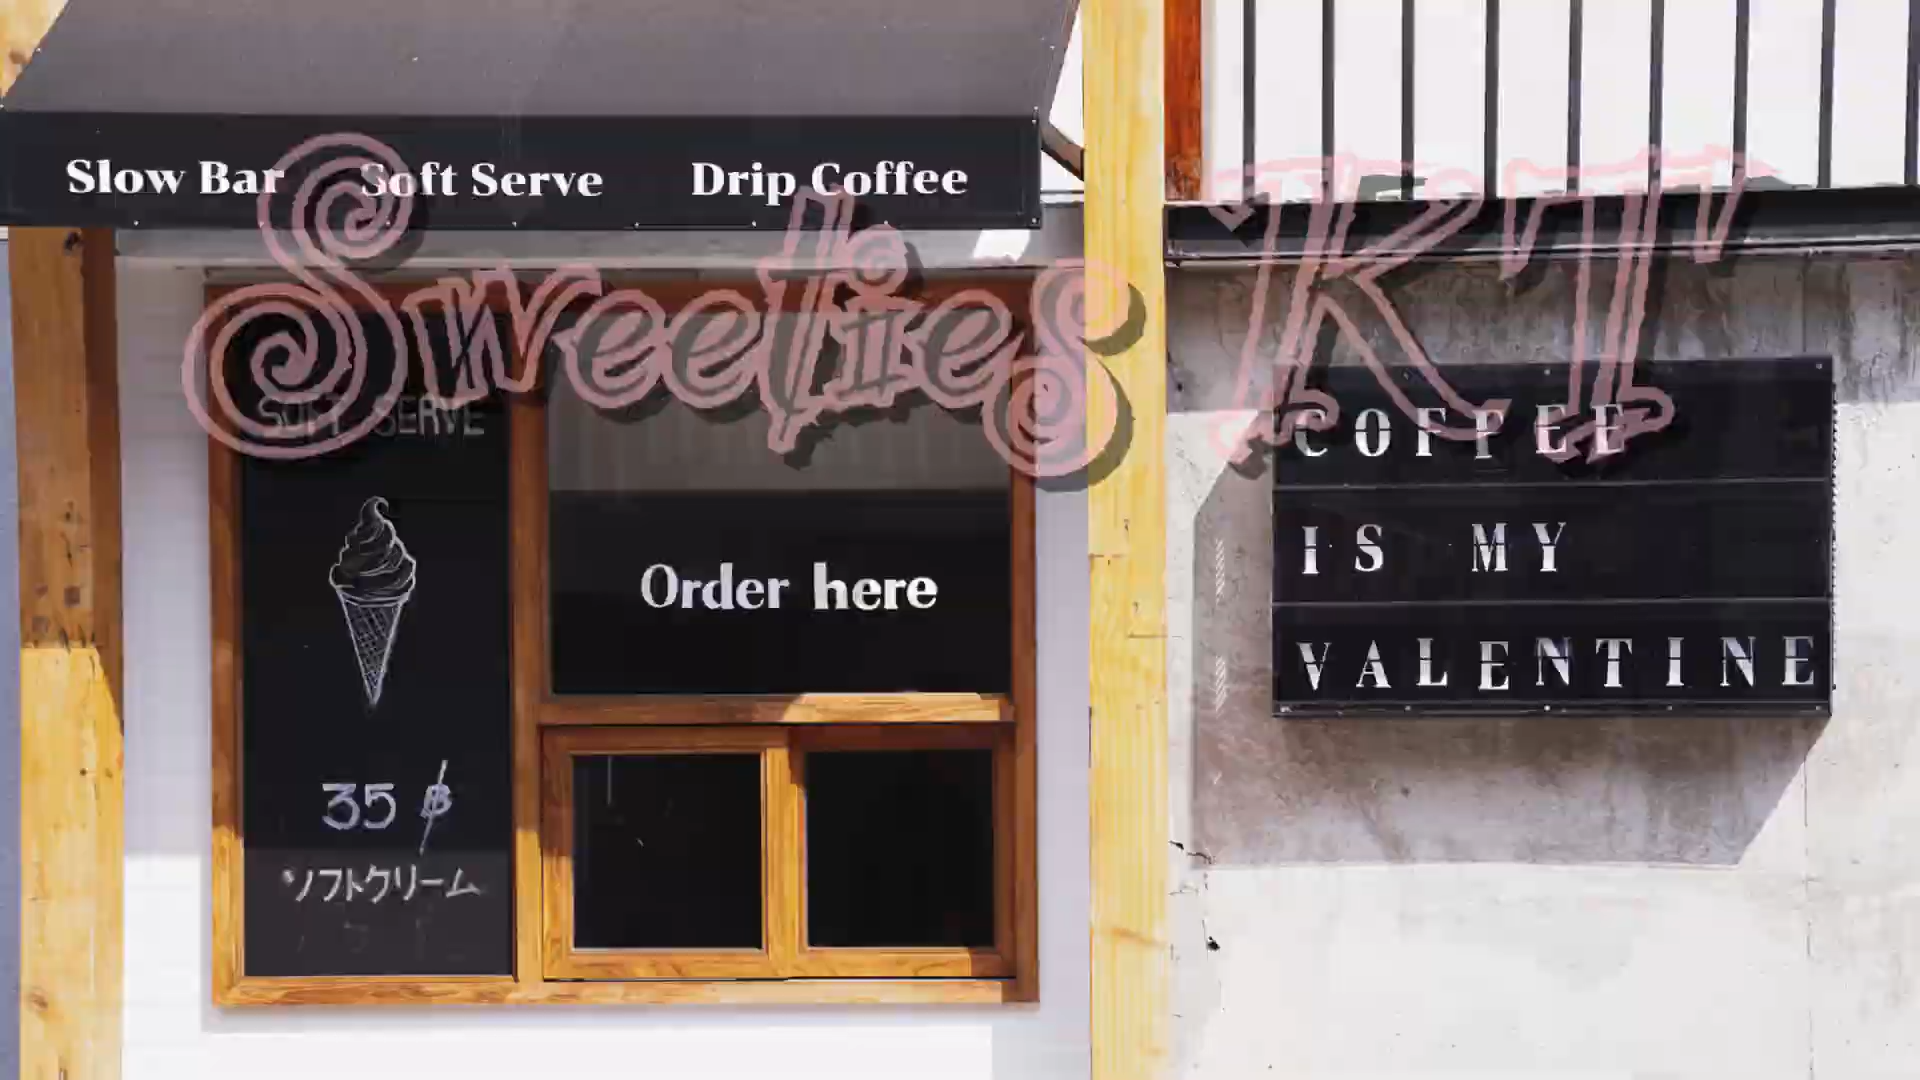 Slow Bar Soft Serve Drip Coffee
Sweeties KT
SOFT SERVE
Order here
35 ฿
ソフトクリーム
COFFEE
IS MY
VALENTINE